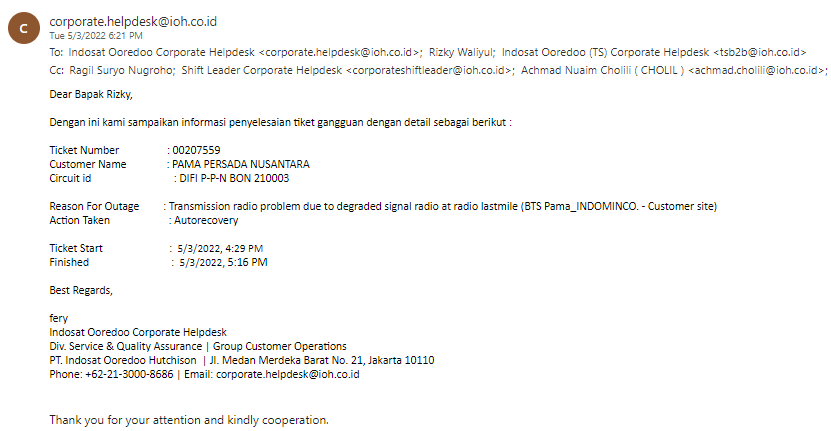 C
corporate.helpdesk@ioh.co.id
Tue 5/3/2022 6:21 PM
To: Indosat Ooredoo Corporate Helpdesk <corporate.helpdesk@ioh.co.id>; Rizky Waliyul; Indosat Ooredoo (TS) Corporate Helpdesk <tsb2b@ioh.co.id>
Cc: Ragil Suryo Nugroho; Shift Leader Corporate Helpdesk <corporateshiftleader@ioh.co.id>; Achmad Nuaim Cholili ( CHOLIL ) <achmad.cholili@ioh.co.id>;
Dear Bapak Rizky,
Dengan ini kami sampaikan informasi penyelesaian tiket gangguan dengan detail sebagai berikut :
Ticket Number : 00207559
Customer Name : PAMA PERSADA NUSANTARA
Circuit id : DIFI P-P-N BON 210003
Reason For Outage : Transmission radio problem due to degraded signal radio at radio lastmile (BTS Pama_INDOMINCO. - Customer site)
Action Taken : Autorecovery
Ticket Start : 5/3/2022, 4:29 PM
Finished : 5/3/2022, 5:16 PM
Best Regards,
fery
Indosat Ooredoo Corporate Helpdesk
Div. Service & Quality Assurance | Group Customer Operations
PT. Indosat Ooredoo Hutchison | Jl. Medan Merdeka Barat No. 21, Jakarta 10110
Phone: +62-21-3000-8686 | Email: corporate.helpdesk@ioh.co.id
Thank you for your attention and kindly cooperation.